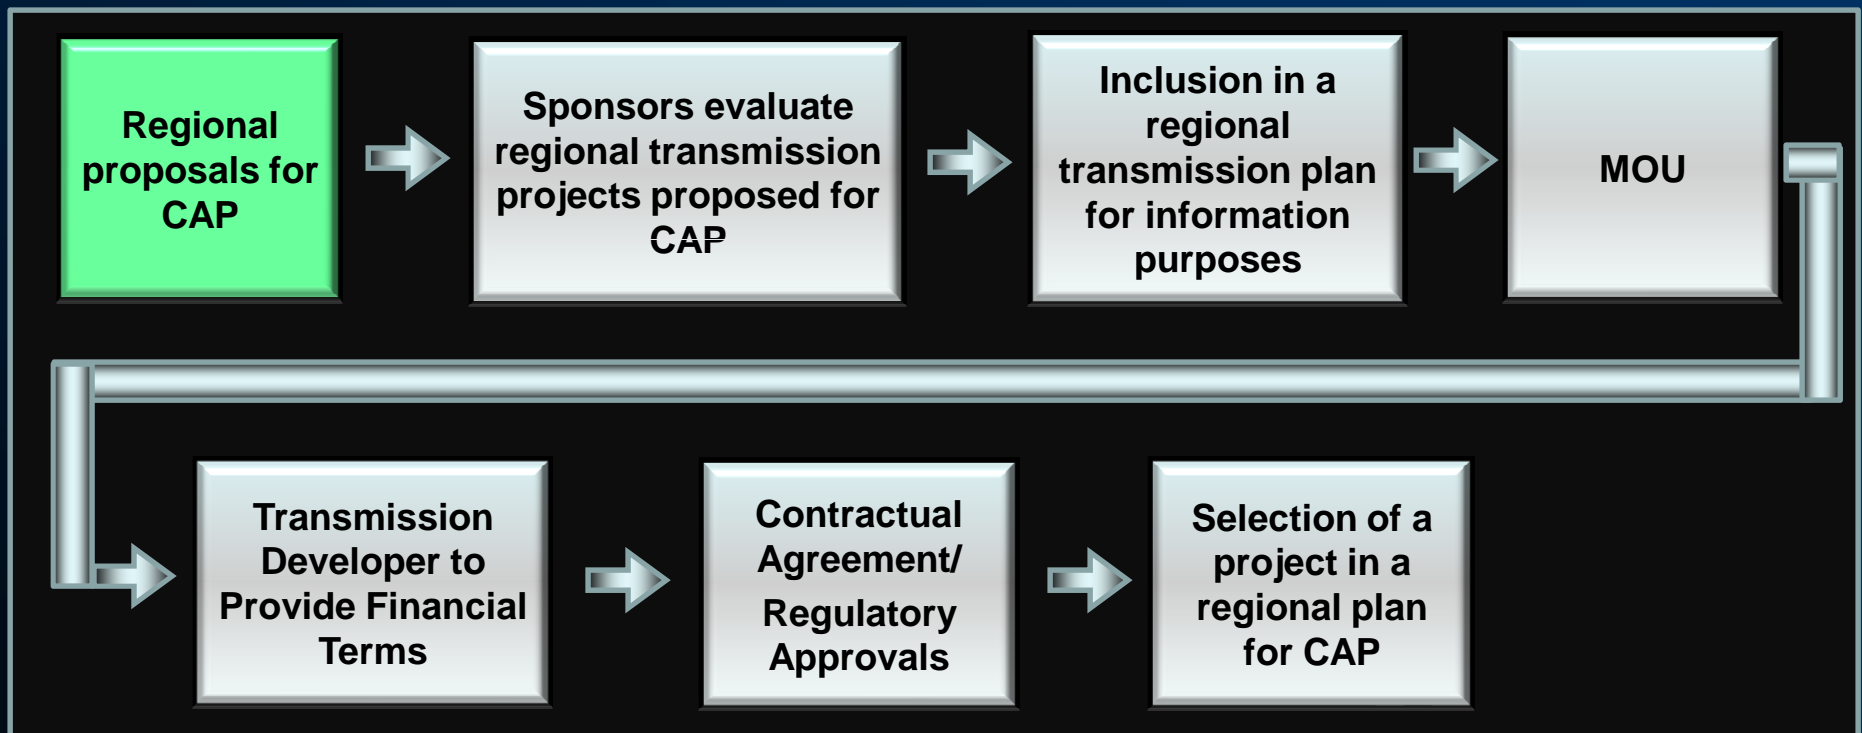 Regional
proposals for
CAP
Sponsors evaluate
regional transmission
projects proposed for
CAP
Inclusion in a
regional
transmission plan
for information
purposes
MOU
Transmission
Developer to
Provide Financial
Terms
Contractual
Agreement/
Regulatory
Approvals
Selection of a
project in a
regional plan
for CAP